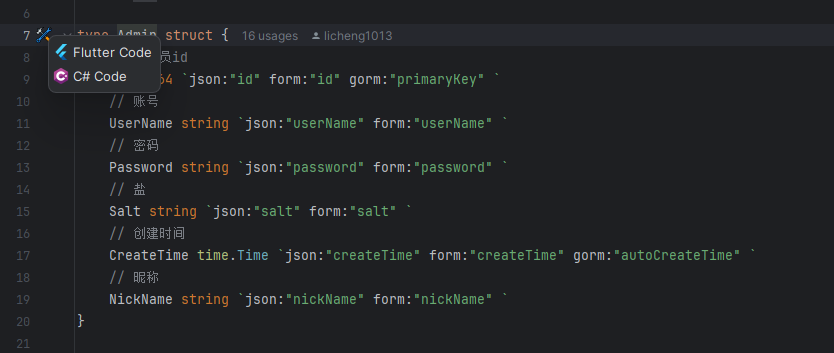 6
7 type Admin struct { 16 usages licheng1013
Flutter Code
8 员id
C# Code
9 64 `json:"id" form:"id" gorm:"primaryKey" `
10 // 账号
11 UserName string `json:"userName" form:"userName" `
12 // 密码
13 Password string `json:"password" form:"password" `
14 // 盐
15 Salt string `json:"salt" form:"salt" `
16 // 创建时间
17 CreateTime time.Time `json:"createTime" form:"createTime" gorm:"autoCreateTime" `
18 // 昵称
19 NickName string `json:"nickName" form:"nickName" `
20 }
21